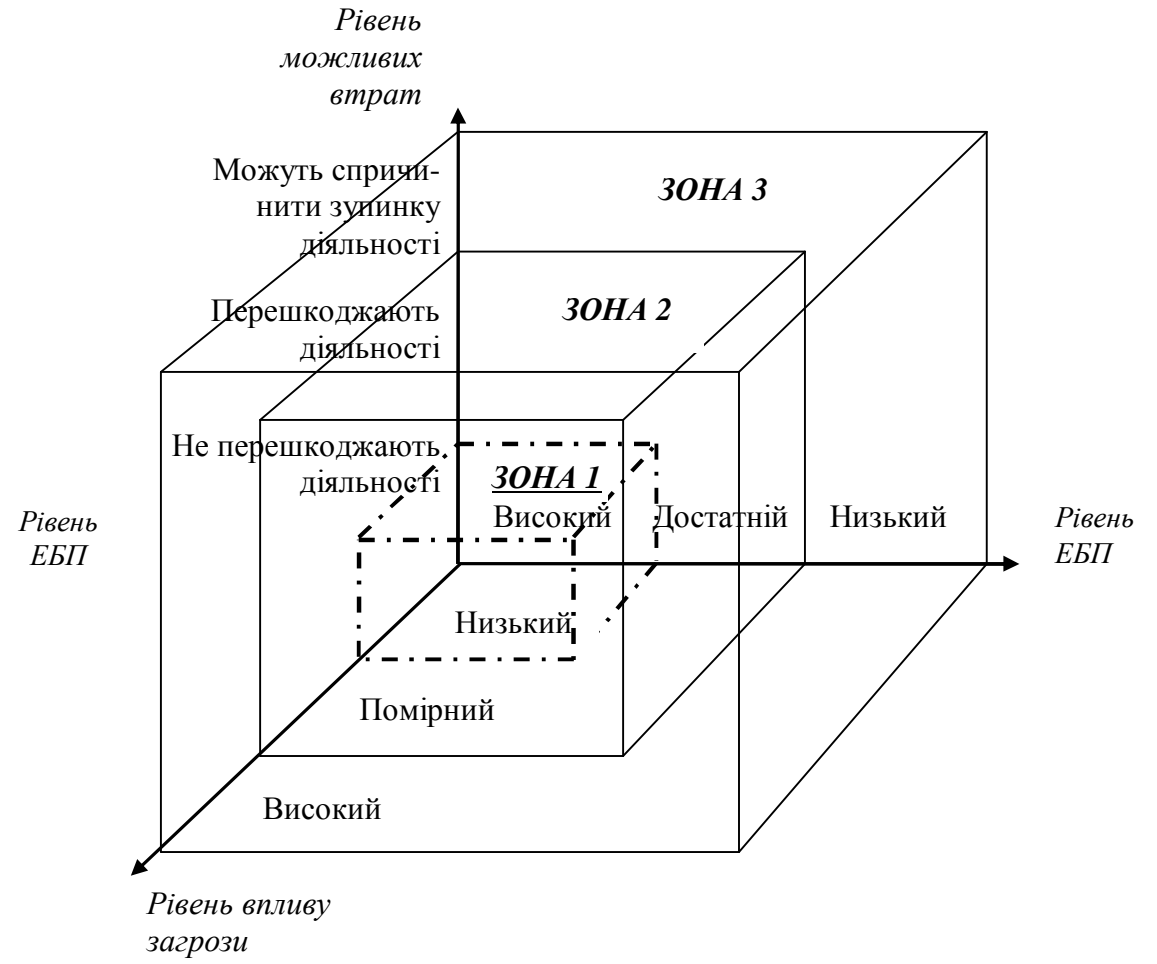 Рівень
можливих
втрат
Можуть спричи-
нити зупинку
діяльності
ЗОНА 3
Перешкоджають
діяльності
ЗОНА 2
Не перешкоджають
діяльності
ЗОНА 1
Високий
Достатній
Низький
Рівень
ЕБП
Рівень
ЕБП
Низький
Помірний
Високий
Рівень впливу
загрози